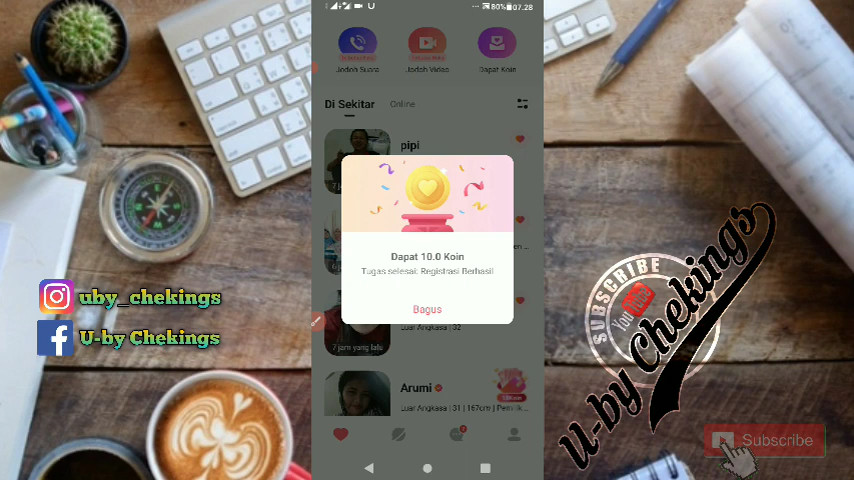 80% 07.28
Jodoh Suara
Jodoh Video
Dapat Koin
Di Sekitar
Online
pipi
Dapat 10.0 Koin
Tugas selesai: Registrasi Berhasil
Bagus
Luar Angkasa | 32
7 jam yang lalu
Arumi
Luar Angkasa | 31 | 167cm |
uby_chekings
U-by Chekings
SUBSCRIBE
YouTube
U-by Chekings
Subscribe